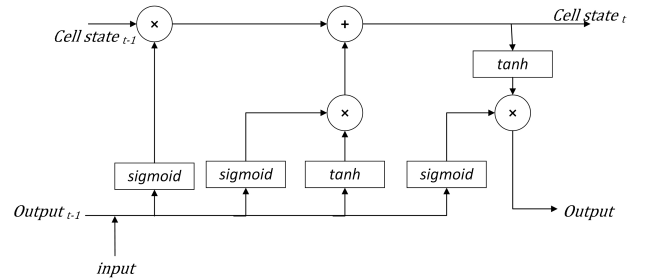 ×
+
Cell state t
Cell state t-1
tanh
×
×
sigmoid
sigmoid
tanh
sigmoid
Output t-1
Output
input